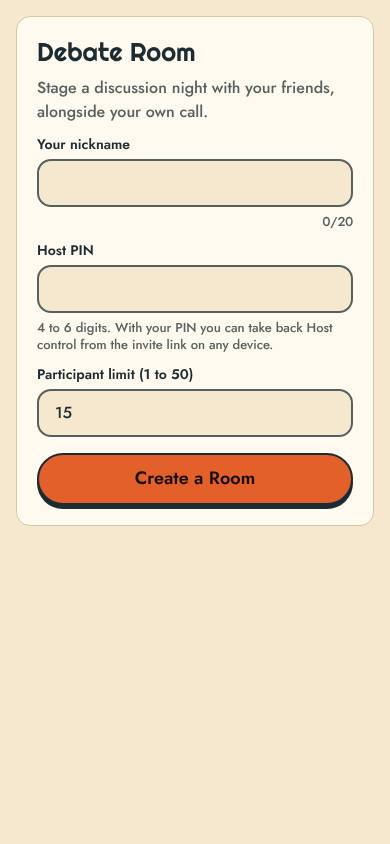 Debate Room
Stage a discussion night with your friends,
alongside your own call.
Your nickname
0/20
Host PIN
4 to 6 digits. With your PIN you can take back Host
control from the invite link on any device.
Participant limit (1 to 50)
15
Create a Room